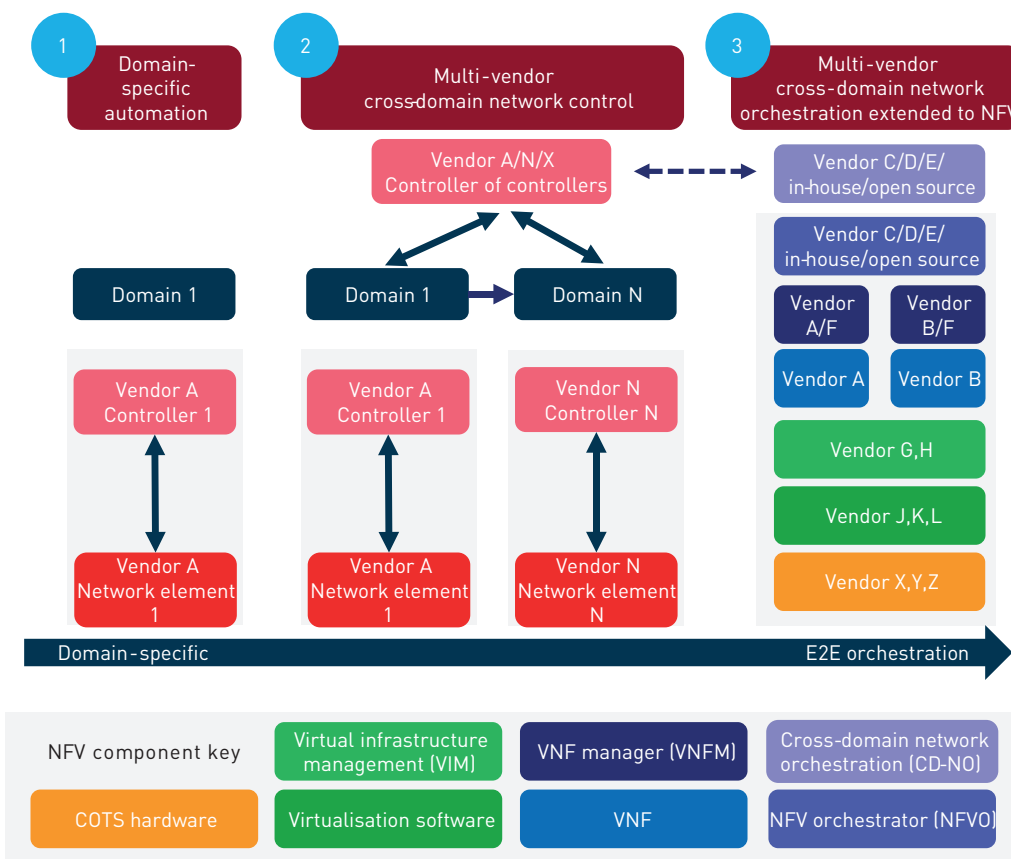 1
Domain-
specific
automation
2
Multi-vendor
cross-domain network control
3
Multi-vendor
cross-domain network
orchestration extended to NFV
Vendor A/N/X
Controller of controllers
Vendor C/D/E/
in-house/open source
Vendor C/D/E/
in-house/open source
Domain 1
Domain 1
Domain N
Vendor
A/F
Vendor
B/F
Vendor A
Vendor B
Vendor A
Controller 1
Vendor A
Controller 1
Vendor N
Controller N
Vendor G,H
Vendor J,K,L
Vendor X,Y,Z
Vendor A
Network element
1
Vendor A
Network element
1
Vendor N
Network element
N
Domain-specific
E2E orchestration
NFV component key
Virtual infrastructure
management (VIM)
VNF manager (VNFM)
Cross-domain network
orchestration (CD-NO)
COTS hardware
Virtualisation software
VNF
NFV orchestrator (NFVO)